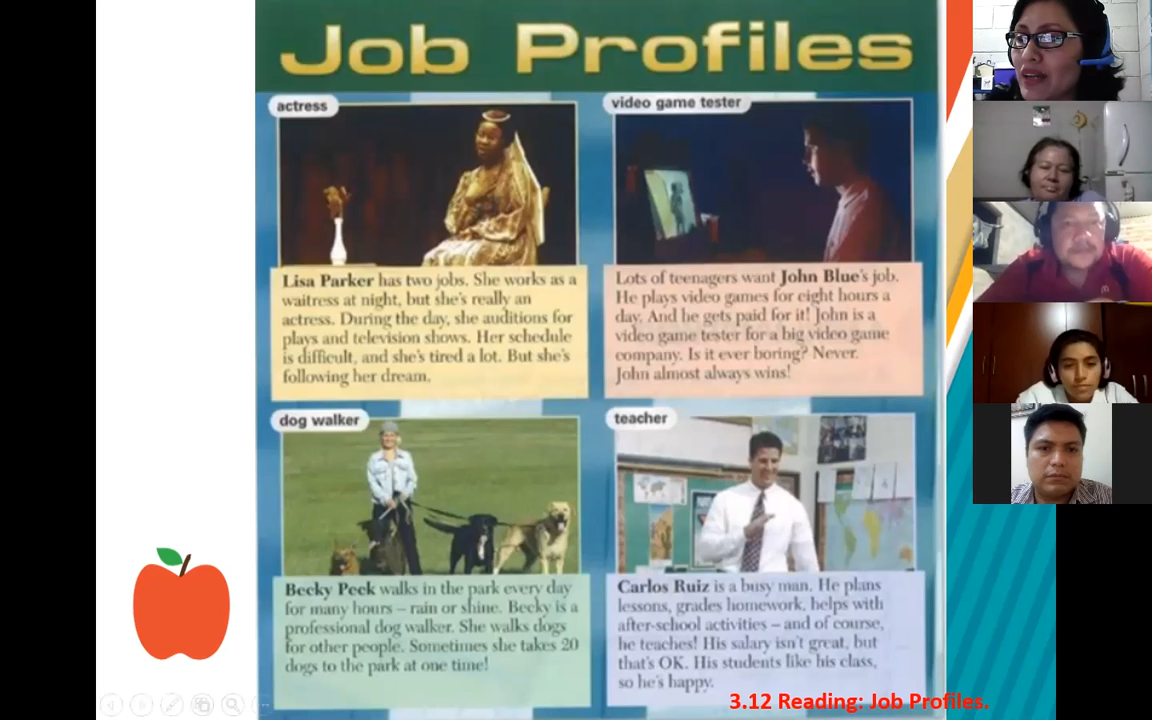 Job Profiles
actress
Lisa Parker has two jobs. She works as a
waitress at night, but she's really an
actress. During the day, she auditions for
plays and television shows. Her schedule
is difficult, and she's tired a lot. But she's
following her dream.
video game tester
Lots of teenagers want John Blue's job.
He plays video games for eight hours a
day. And he gets paid for it! John is a
video game tester for a big video game
company. Is it ever boring? Never.
John almost always wins!
dog walker
Becky Peck walks in the park every day
for many hours – rain or shine. Becky is a
professional dog walker. She walks dogs
for other people. Sometimes she takes 20
dogs to the park at one time!
teacher
Carlos Ruiz is a busy man. He plans
lessons, grades homework, helps with
after-school activities – and of course,
he teaches! His salary isn't great, but
that's OK. His students like his class,
so he's happy.
3.12 Reading: Job Profiles.